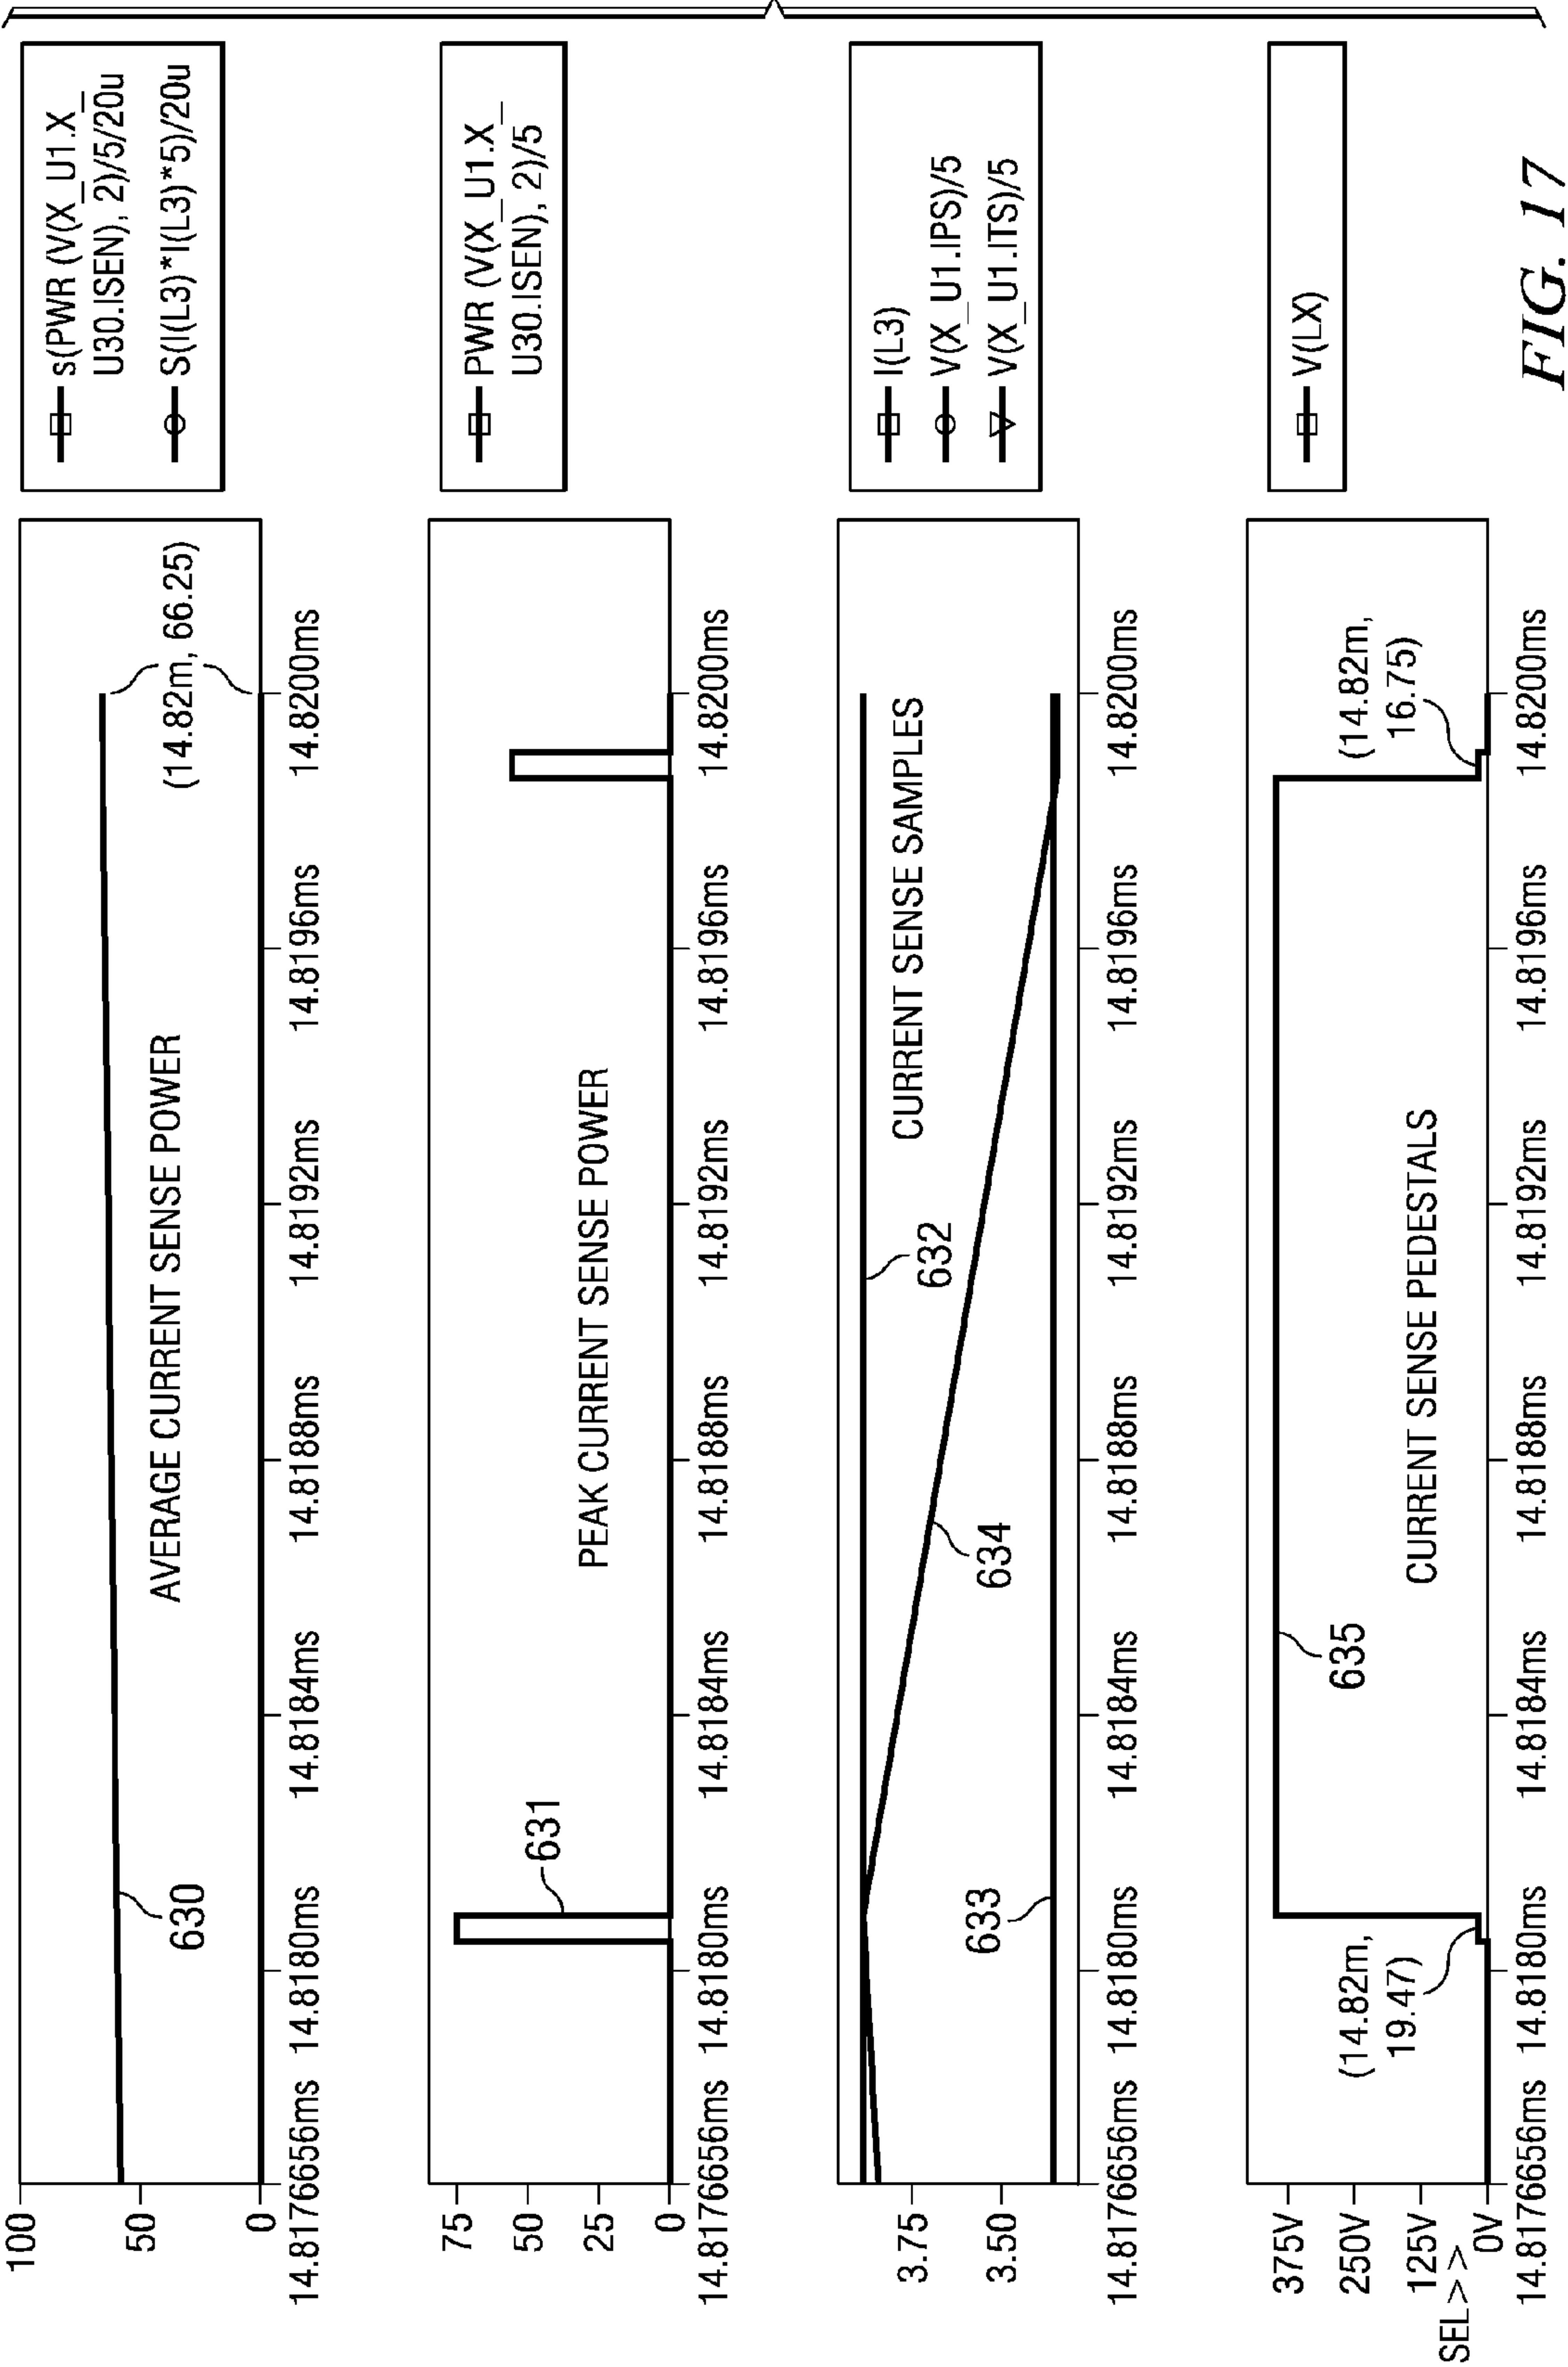 100
50
0
14.8176656ms
14.8180ms
14.8184ms
14.8188ms
14.8192ms
14.8196ms
14.8200ms
630
AVERAGE CURRENT SENSE POWER
(14.82m, 66.25)
s(PWR (V(X_U1.X_
U30.ISEN), 2)/5/20u
S(I(L3)*I(L3)*5)/20u
75
50
25
0
14.8176656ms
14.8180ms
14.8184ms
14.8188ms
14.8192ms
14.8196ms
14.8200ms
631
PEAK CURRENT SENSE POWER
PWR (V(X_U1.X_
U30.ISEN), 2)/5
3.75
3.50
14.8176656ms
14.8180ms
14.8184ms
14.8188ms
14.8192ms
14.8196ms
14.8200ms
633
634
632
CURRENT SENSE SAMPLES
I(L3)
V(X_U1.IPS)/5
V(X_U1.ITS)/5
375V
250V
125V
SEL>>
0V
14.8176656ms
14.8180ms
14.8184ms
14.8188ms
14.8192ms
14.8196ms
14.8200ms
(14.82m,
19.47)
635
CURRENT SENSE PEDESTALS
(14.82m,
16.75)
V(LX)
FIG. 17